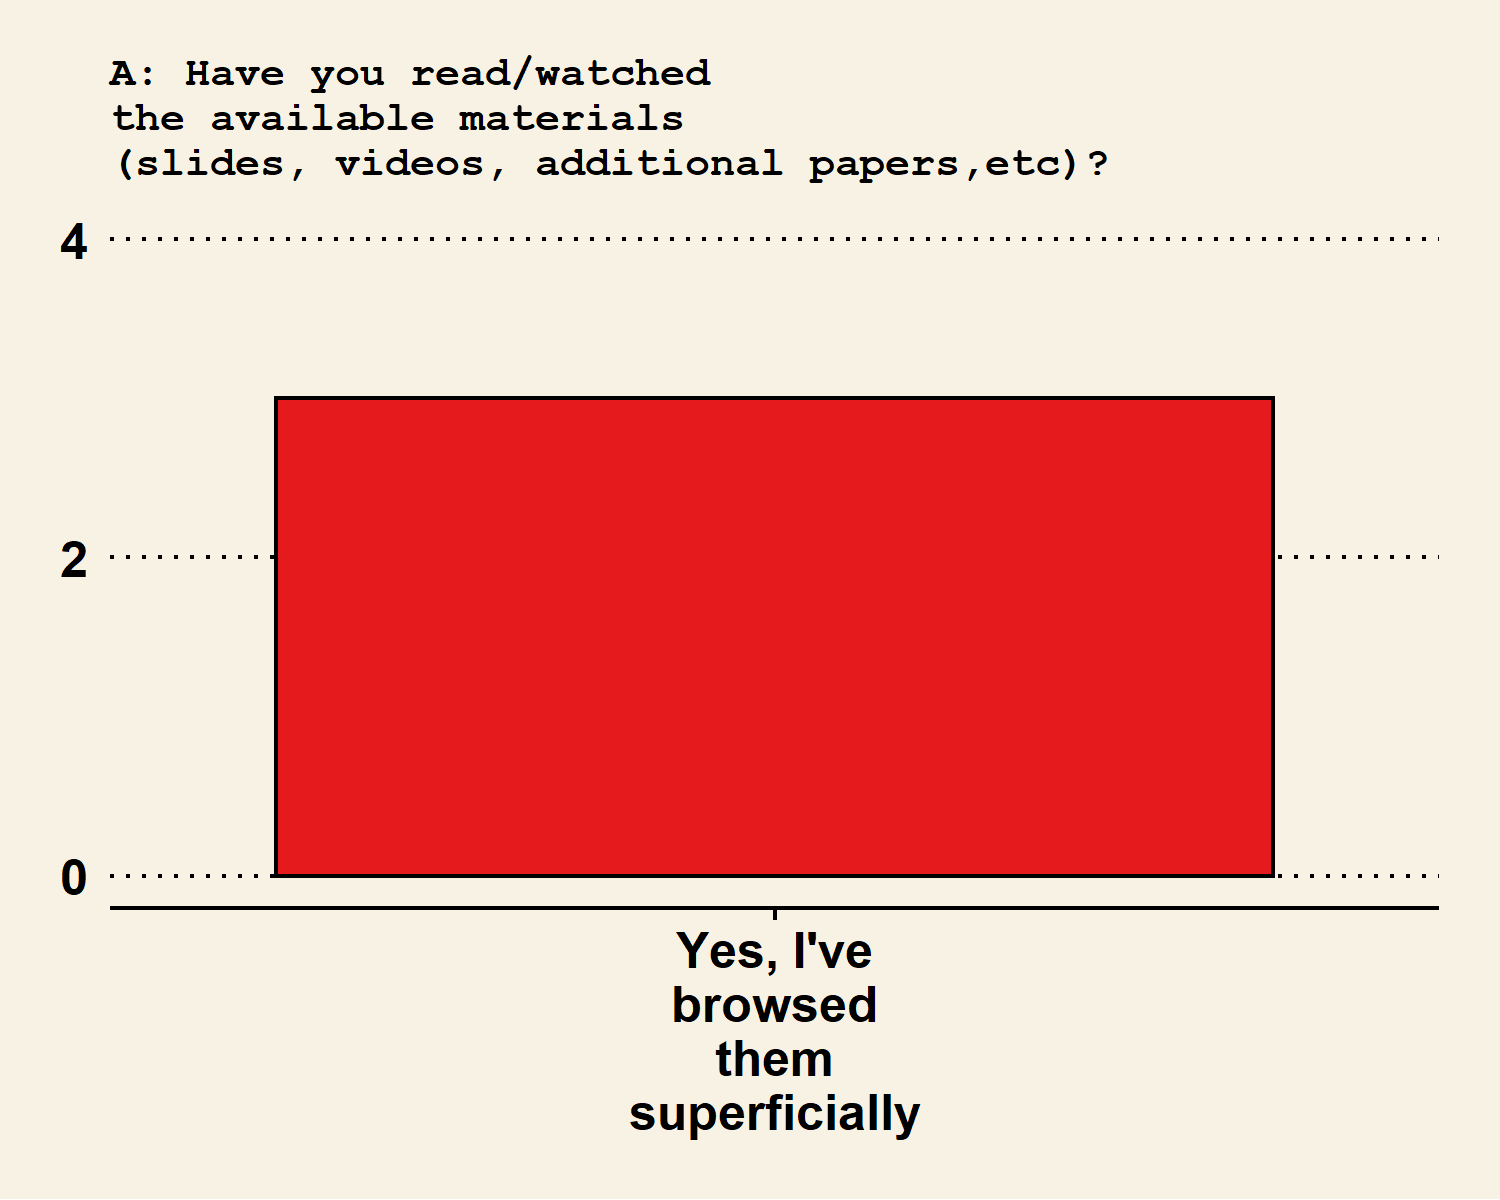 A: Have you read/watched
the available materials
(slides, videos, additional papers,etc)?
4
2
0
Yes, I've
browsed
them
superficially